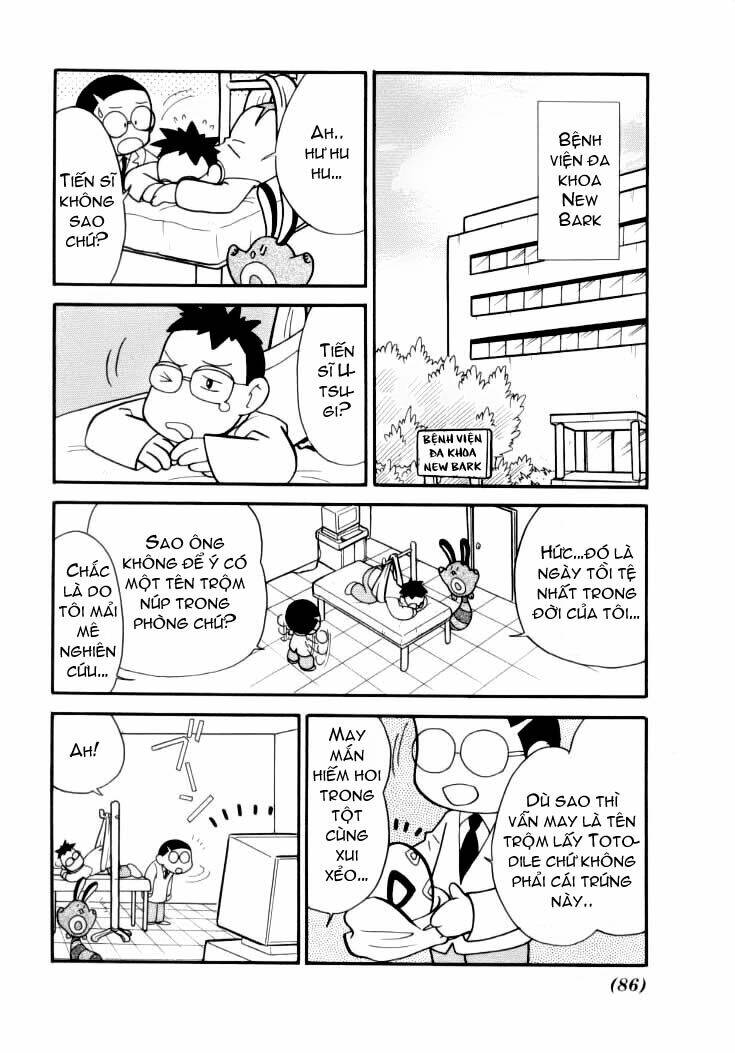 BỆNH
VIỆN ĐA
KHOA
NEW
BARK
BỆNH VIỆN
ĐA KHOA
NEW BARK
AH..
HƯ HU
HU...
TIẾN SĨ
KHÔNG
SAO
CHỨ?
TIẾN
SĨ U-
TSU-
GI?
HỨC...ĐÓ LÀ
NGÀY TỒI TỆ
NHẤT TRONG
ĐỜI CỦA TÔI...
SAO ÔNG
KHÔNG ĐỂ Ý CÓ
MỘT TÊN TRỘM
NÚP TRONG
PHÒNG CHỨ?
CHẮC
LÀ DO
TÔI MẢI
MÊ
NGHIÊN
CỨU...
DÙ SAO THÌ
VẪN MAY LÀ TÊN
TRỘM LẤY TOTO-
DILE CHỨ KHÔNG
PHẢI CÁI TRỨNG
NÀY..
MAY
MẮN
HIẾM HOI
TRONG
TỘT
CÙNG
XUI
XẺO...
AH!
(86)